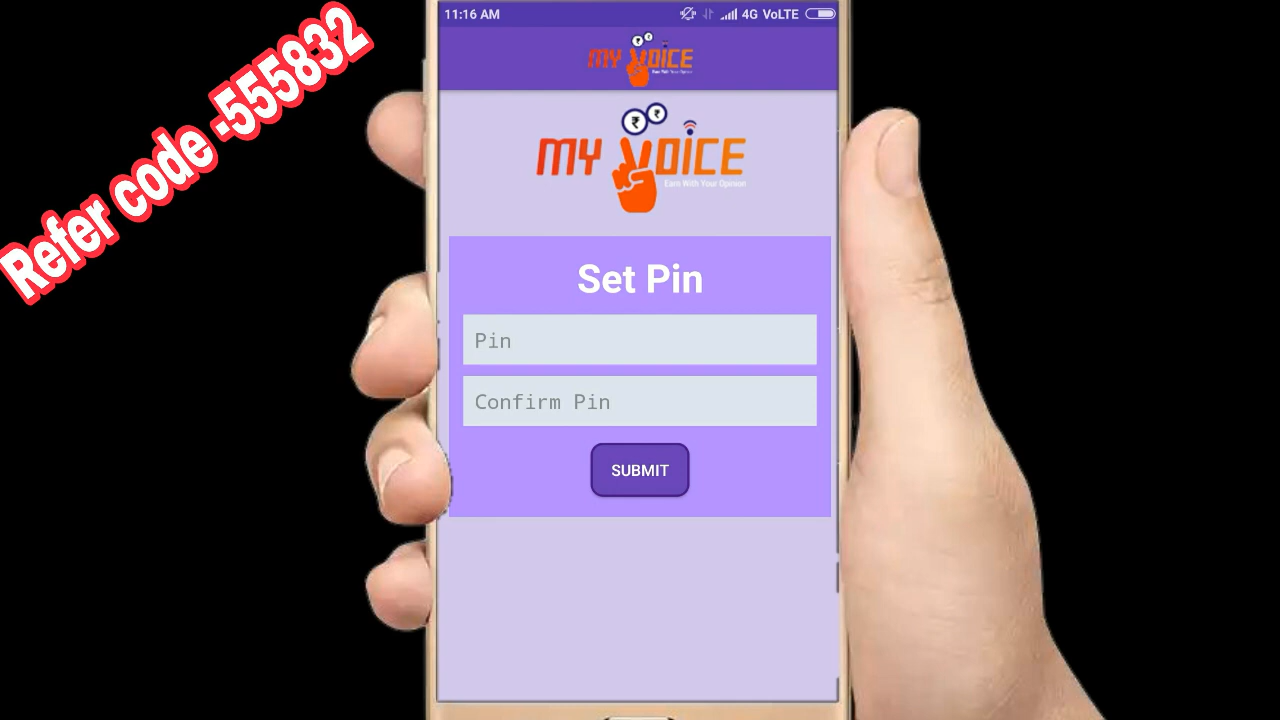 Refer code -555832
11:16 AM
4G VoLTE
MY VOICE
MY VOICE
Earn With Your Opinion
Set Pin
Pin
Confirm Pin
SUBMIT